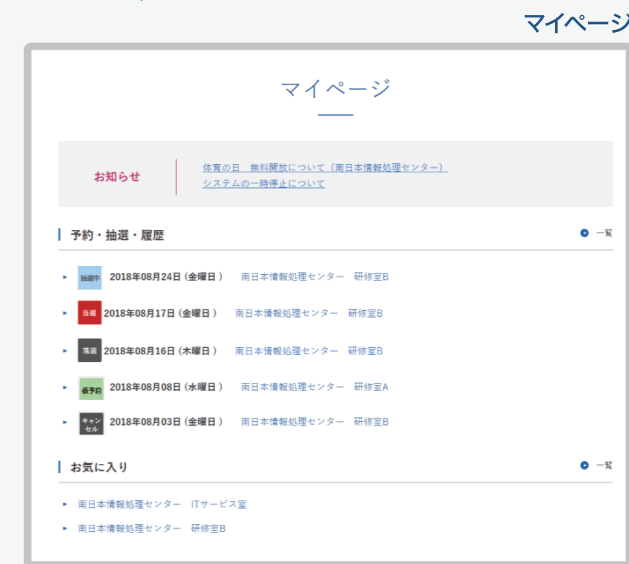 マイページ
マイページ
お知らせ
体育の日　無料開放について（南日本情報処理センター）
システムの一時停止について
予約・抽選・履歴
一覧
抽選中 2018年08月24日 (金曜日 ) 南日本情報処理センター　研修室B
当選 2018年08月17日 (金曜日 ) 南日本情報処理センター　研修室B
落選 2018年08月16日 (木曜日 ) 南日本情報処理センター　研修室B
仮予約 2018年08月08日 (水曜日 ) 南日本情報処理センター　研修室A
キャンセル 2018年08月03日 (金曜日 ) 南日本情報処理センター　研修室B
お気に入り
一覧
南日本情報処理センター　ITサービス室
南日本情報処理センター　研修室B